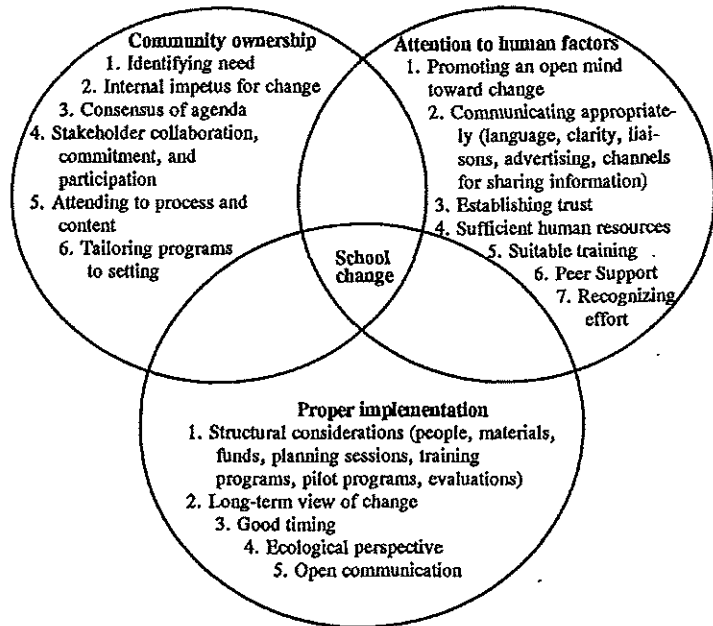 Community ownership
1. Identifying need
2. Internal impetus for change
3. Consensus of agenda
4. Stakeholder collaboration,
commitment, and
participation
5. Attending to process and
content
6. Tailoring programs
to setting
Attention to human factors
1. Promoting an open mind
toward change
2. Communicating appropriate-
ly (language, clarity, liai-
sons, advertising, channels
for sharing information)
3. Establishing trust
4. Sufficient human resources
5. Suitable training
6. Peer Support
7. Recognizing
effort
School
change
Proper implementation
1. Structural considerations (people, materials,
funds, planning sessions, training
programs, pilot programs, evaluations)
2. Long-term view of change
3. Good timing
4. Ecological perspective
5. Open communication